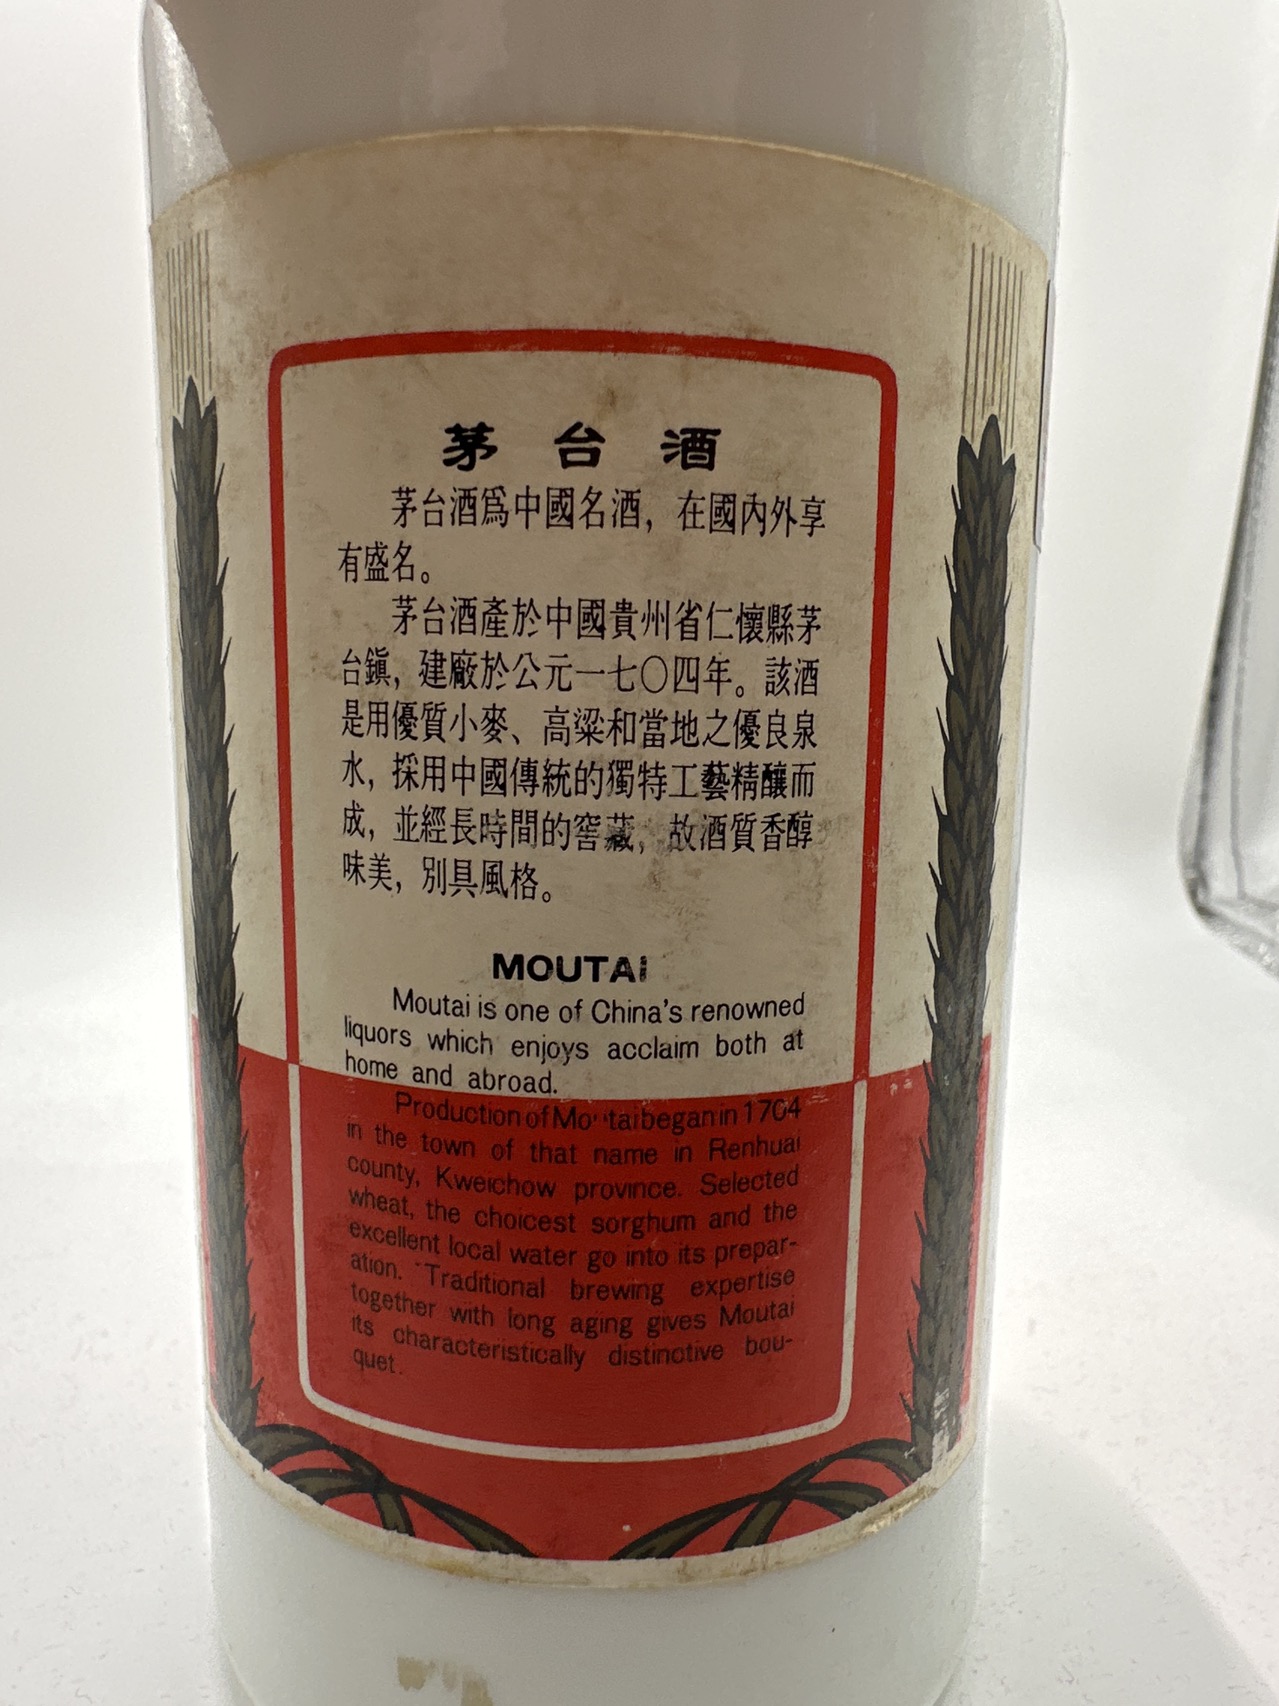 茅台酒
茅台酒爲中國名酒，在國內外享
有盛名。
茅台酒產於中國貴州省仁懷縣茅
台鎭，建廠於公元一七〇四年。該酒
是用優質小麥、高粱和當地之優良泉
水，採用中國傳統的獨特工藝精釀而
成，並經長時間的窖藏，故酒質香醇
味美，別具風格。
MOUTAI
Moutai is one of China's renowned
liquors which enjoys acclaim both at
home and abroad.
Production of Moutai began in 1704
in the town of that name in Renhuai
county, Kweichow province. Selected
wheat, the choicest sorghum and the
excellent local water go into its prepar-
ation. Traditional brewing expertise
together with long aging gives Moutai
its characteristically distinctive bou-
quet.